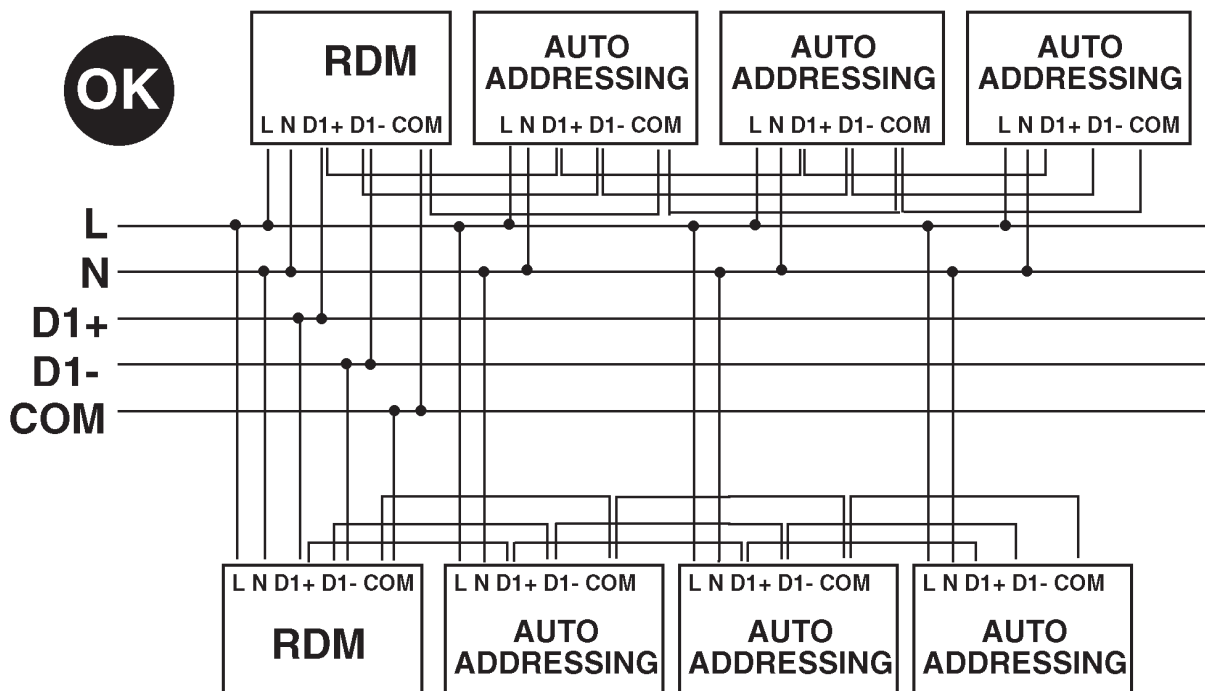 OK
RDM
L N D1+ D1- COM
AUTO
ADDRESSING
L N D1+ D1- COM
AUTO
ADDRESSING
L N D1+ D1- COM
AUTO
ADDRESSING
L N D1+ D1- COM
L
N
D1+
D1-
COM
L N D1+ D1- COM
RDM
L N D1+ D1- COM
AUTO
ADDRESSING
L N D1+ D1- COM
AUTO
ADDRESSING
L N D1+ D1- COM
AUTO
ADDRESSING